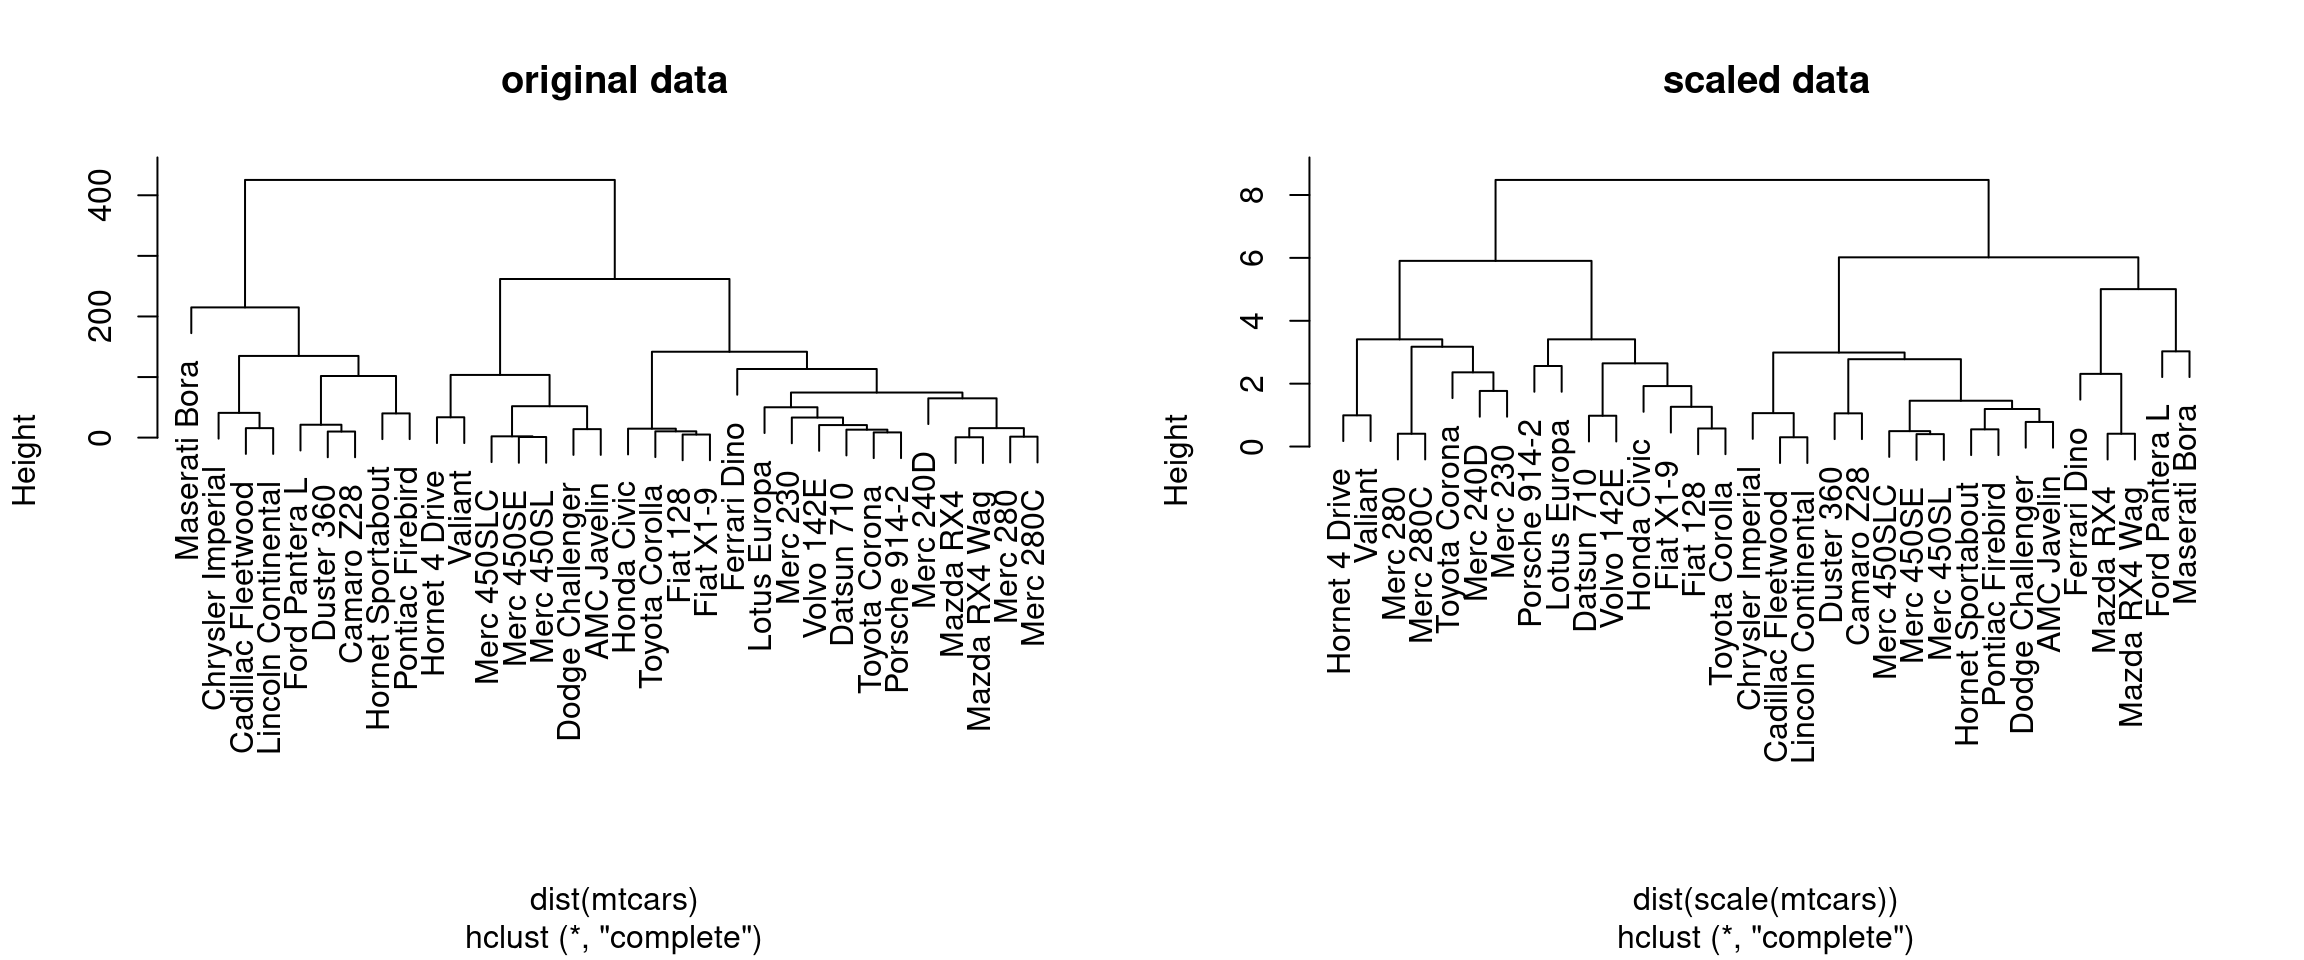 original data
Height
0
200
400
Maserati Bora
Chrysler Imperial
Cadillac Fleetwood
Lincoln Continental
Ford Pantera L
Duster 360
Camaro Z28
Hornet Sportabout
Pontiac Firebird
Hornet 4 Drive
Valiant
Merc 450SLC
Merc 450SE
Merc 450SL
Dodge Challenger
AMC Javelin
Honda Civic
Toyota Corolla
Fiat 128
Fiat X1-9
Ferrari Dino
Lotus Europa
Merc 230
Volvo 142E
Datsun 710
Toyota Corona
Porsche 914-2
Merc 240D
Mazda RX4
Mazda RX4 Wag
Merc 280
Merc 280C
dist(mtcars)
hclust (*, "complete")
scaled data
Height
0
2
4
6
8
Hornet 4 Drive
Valiant
Merc 280
Merc 280C
Toyota Corona
Merc 240D
Merc 230
Porsche 914-2
Lotus Europa
Datsun 710
Volvo 142E
Honda Civic
Fiat X1-9
Fiat 128
Toyota Corolla
Chrysler Imperial
Cadillac Fleetwood
Lincoln Continental
Duster 360
Camaro Z28
Merc 450SLC
Merc 450SE
Merc 450SL
Hornet Sportabout
Pontiac Firebird
Dodge Challenger
AMC Javelin
Ferrari Dino
Mazda RX4
Mazda RX4 Wag
Ford Pantera L
Maserati Bora
dist(scale(mtcars))
hclust (*, "complete")